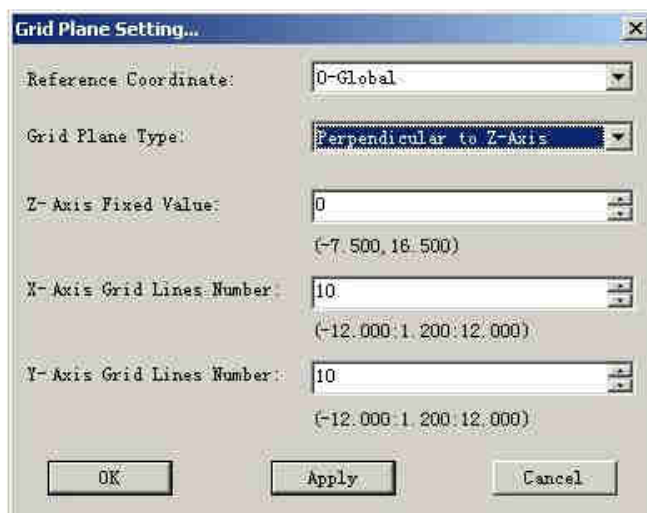 Grid Plane Setting...
Reference Coordinate: 0-Global
Grid Plane Type: Perpendicular to Z-Axis
Z-Axis Fixed Value: 0
(-7.500,16.500)
X-Axis Grid Lines Number: 10
(-12.000:1.200:12.000)
Y-Axis Grid Lines Number: 10
(-12.000:1.200:12.000)
OK Apply Cancel